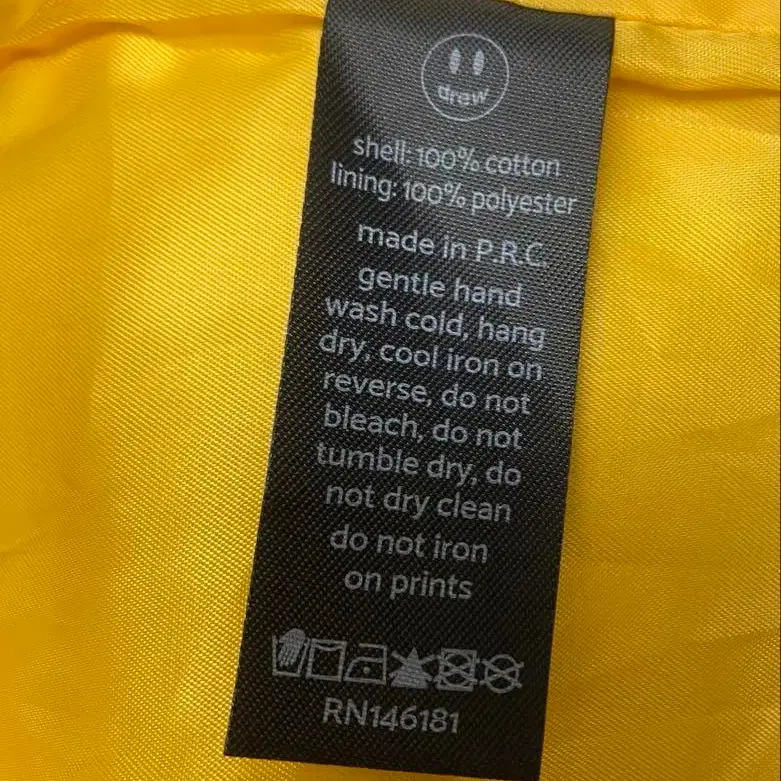 drew
shell: 100% cotton
lining: 100% polyester
made in P.R.C.
gentle hand
wash cold, hang
dry, cool iron on
reverse, do not
bleach, do not
tumble dry, do
not dry clean
do not iron
on prints
RN146181